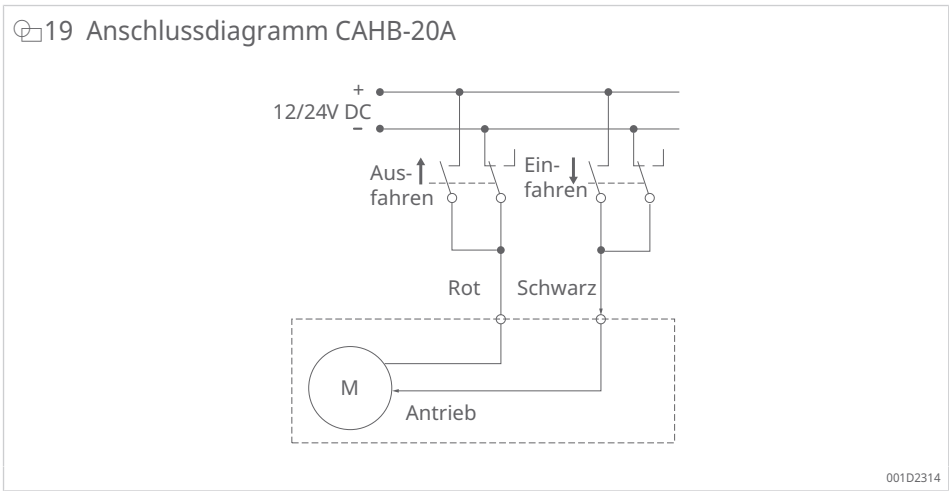 19 Anschlussdiagramm CAHB-20A
+
12/24V DC
–
Aus-
fahren
Ein-
fahren
Rot
Schwarz
M
Antrieb
001D2314